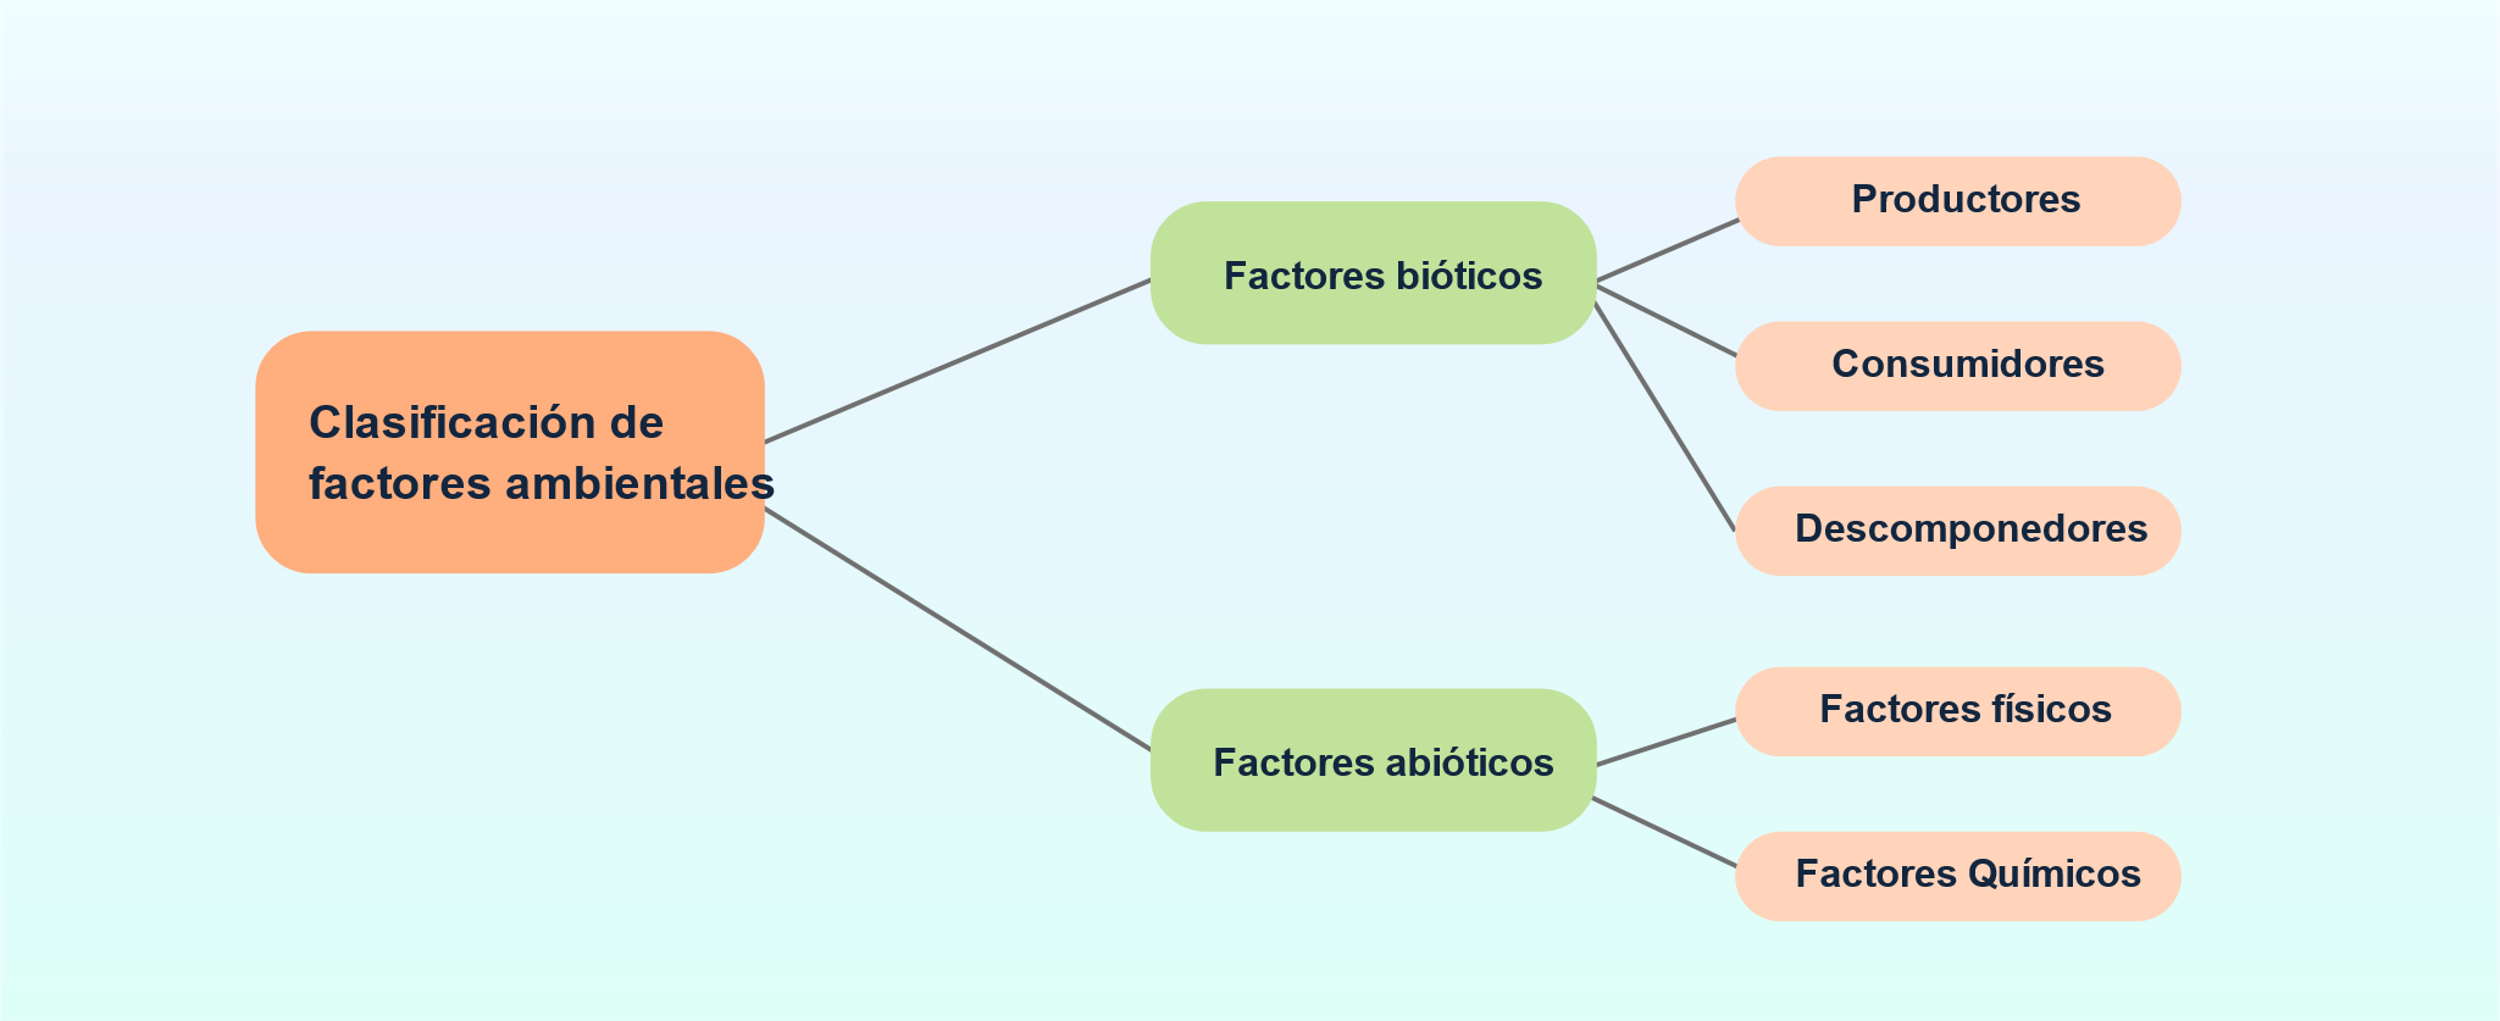 Clasificación de
factores ambientales
Factores bióticos
Productores
Consumidores
Descomponedores
Factores abióticos
Factores físicos
Factores Químicos